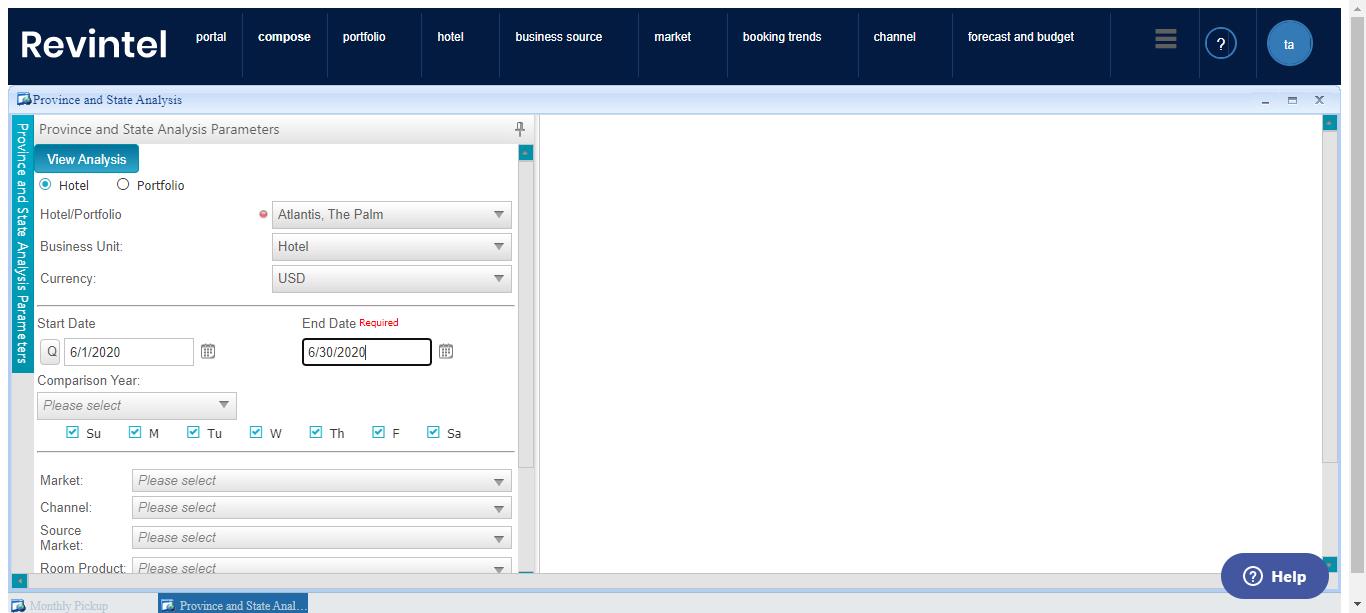 Revintel
portal
compose
portfolio
hotel
business source
market
booking trends
channel
forecast and budget
?
ta
Province and State Analysis
Province and State Analysis Parameters
Province and State Analysis Parameters
View Analysis
Hotel
Portfolio
Hotel/Portfolio
Atlantis, The Palm
Business Unit:
Hotel
Currency:
USD
Start Date
End Date Required
Q
6/1/2020
6/30/2020
Comparison Year:
Please select
Su
M
Tu
W
Th
F
Sa
Market:
Please select
Channel:
Please select
Source
Market:
Please select
Room Product:
Please select
? Help
Monthly Pickup
Province and State Anal...